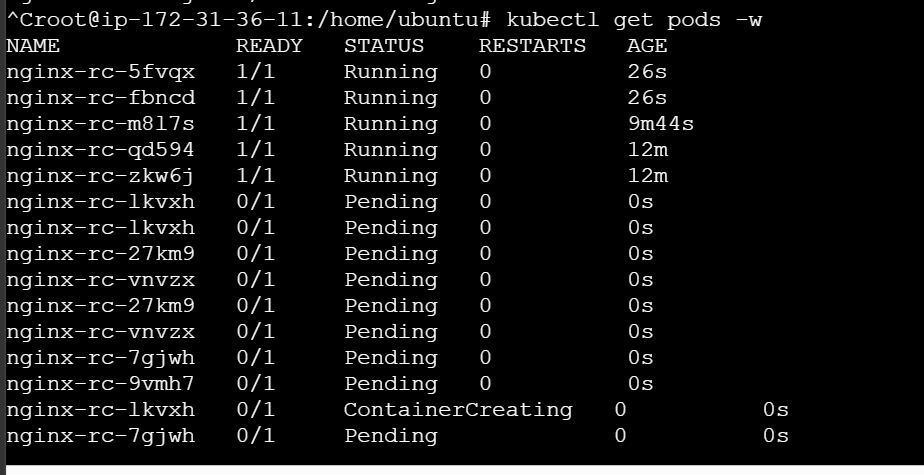 ^Croot@ip-172-31-36-11:/home/ubuntu# kubectl get pods -w
NAME READY STATUS RESTARTS AGE
nginx-rc-5fvqx 1/1 Running 0 26s
nginx-rc-fbncd 1/1 Running 0 26s
nginx-rc-m8l7s 1/1 Running 0 9m44s
nginx-rc-qd594 1/1 Running 0 12m
nginx-rc-zkw6j 1/1 Running 0 12m
nginx-rc-lkvxh 0/1 Pending 0 0s
nginx-rc-lkvxh 0/1 Pending 0 0s
nginx-rc-27km9 0/1 Pending 0 0s
nginx-rc-vnvzx 0/1 Pending 0 0s
nginx-rc-27km9 0/1 Pending 0 0s
nginx-rc-vnvzx 0/1 Pending 0 0s
nginx-rc-7gjwh 0/1 Pending 0 0s
nginx-rc-9vmh7 0/1 Pending 0 0s
nginx-rc-lkvxh 0/1 ContainerCreating 0 0s
nginx-rc-7gjwh 0/1 Pending 0 0s